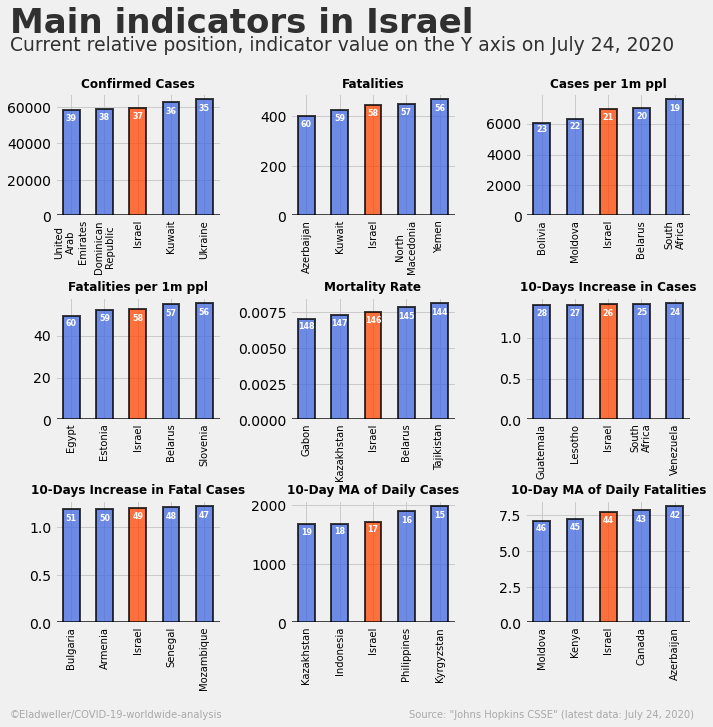 Main indicators in Israel
Current relative position, indicator value on the Y axis on July 24, 2020
Confirmed Cases
60000
40000
20000
0
39
38
37
36
35
United
Arab
Emirates
Dominican
Republic
Israel
Kuwait
Ukraine
Fatalities
400
200
0
60
59
58
57
56
Azerbaijan
Kuwait
Israel
North
Macedonia
Yemen
Cases per 1m ppl
6000
4000
2000
0
23
22
21
20
19
Bolivia
Moldova
Israel
Belarus
South
Africa
Fatalities per 1m ppl
40
20
0
60
59
58
57
56
Egypt
Estonia
Israel
Belarus
Slovenia
Mortality Rate
0.0075
0.0050
0.0025
0.0000
148
147
146
145
144
Gabon
Kazakhstan
Israel
Belarus
Tajikistan
10-Days Increase in Cases
1.0
0.5
0.0
28
27
26
25
24
Guatemala
Lesotho
Israel
South
Africa
Venezuela
10-Days Increase in Fatal Cases
1.0
0.5
0.0
51
50
49
48
47
Bulgaria
Armenia
Israel
Senegal
Mozambique
10-Day MA of Daily Cases
2000
1000
0
19
18
17
16
15
Kazakhstan
Indonesia
Israel
Philippines
Kyrgyzstan
10-Day MA of Daily Fatalities
7.5
5.0
2.5
0.0
46
45
44
43
42
Moldova
Kenya
Israel
Canada
Azerbaijan
©Eladweller/COVID-19-worldwide-analysis
Source: "Johns Hopkins CSSE" (latest data: July 24, 2020)